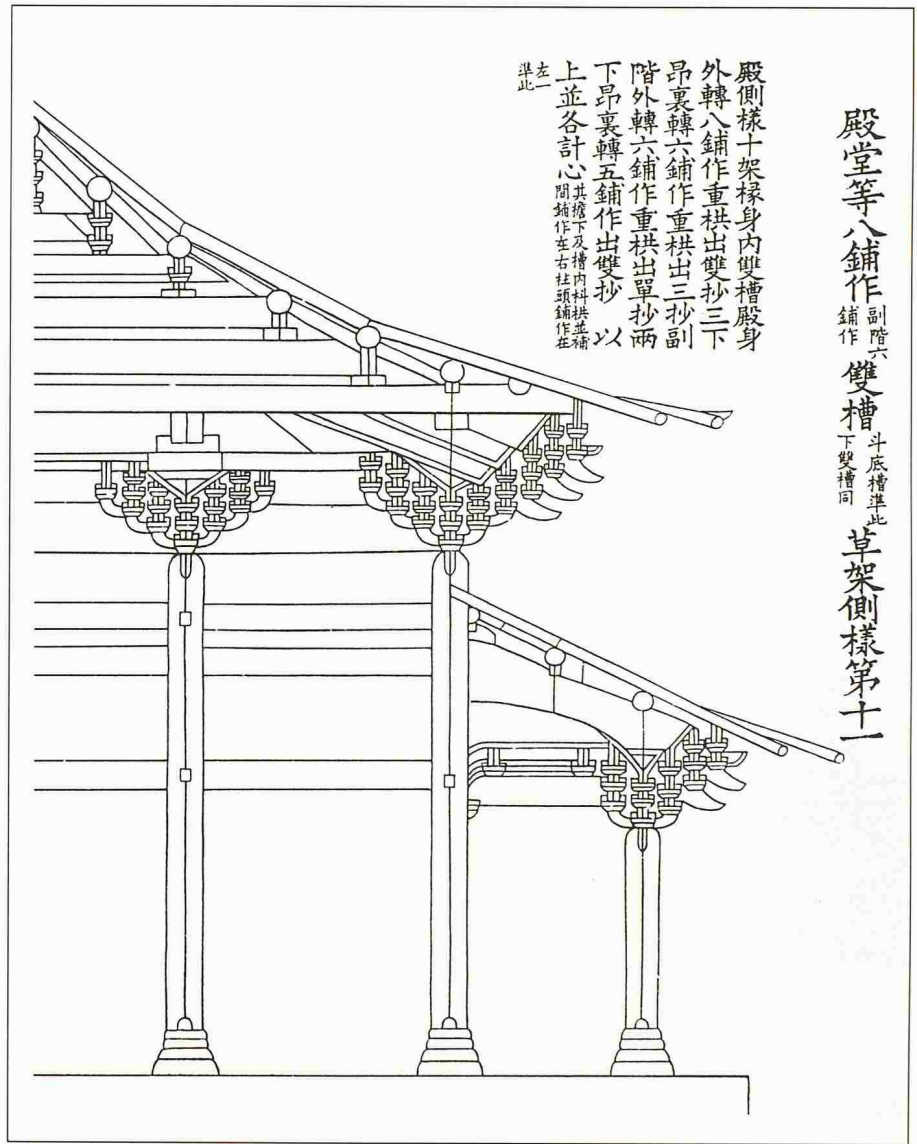 殿堂等八鋪作副階六鋪作雙槽斗底槽準此下雙槽同草架側樣第十一
殿側樣十架椽身內雙槽殿身
外轉八鋪作重栱出雙抄三下
昂裏轉六鋪作重栱出三抄副
階外轉六鋪作重栱出單抄兩
下昂裏轉五鋪作出雙抄 以
上並各計心其檐下及槽內枓栱並補間鋪作在右柱頭鋪作在
左一準此